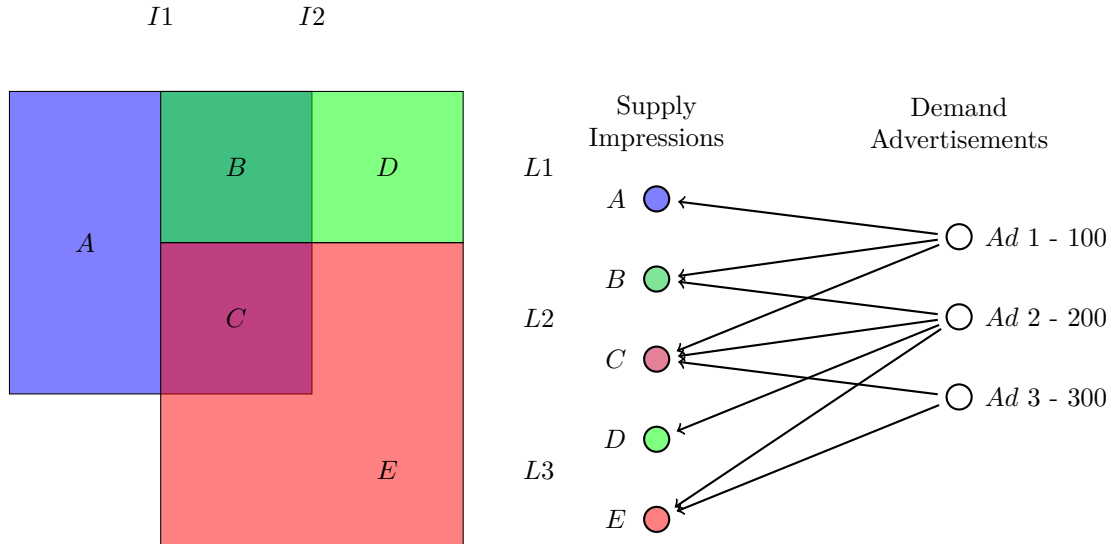 I1 I2
Supply
Impressions
Demand
Advertisements
B D L1
A
C L2
E L3
A
B
C
D
E
Ad 1 - 100
Ad 2 - 200
Ad 3 - 300